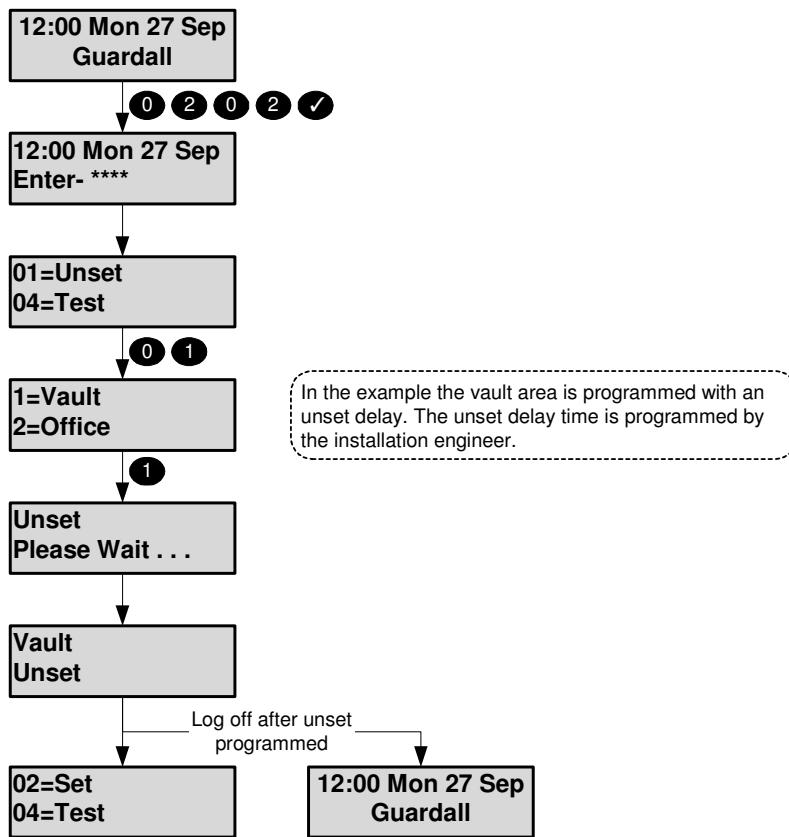 12:00 Mon 27 Sep
Guardall
0 2 0 2 ✓
12:00 Mon 27 Sep
Enter- ****
01=Unset
04=Test
0 1
1=Vault
2=Office
In the example the vault area is programmed with an
unset delay. The unset delay time is programmed by
the installation engineer.
1
Unset
Please Wait . . .
Vault
Unset
Log off after unset
programmed
02=Set
04=Test
12:00 Mon 27 Sep
Guardall